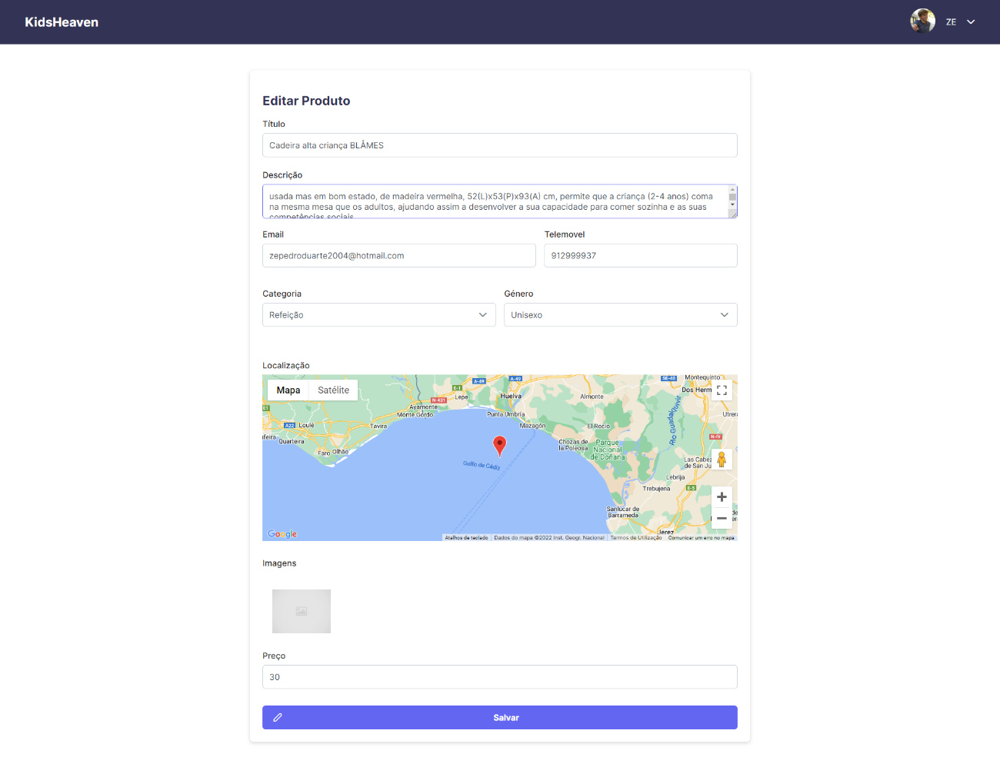 KidsHeaven
ZE
Editar Produto
Título
Cadeira alta criança BLÅMES
Descrição
usada mas em bom estado, de madeira vermelha, 52(L)x53(P)x93(A) cm, permite que a criança (2-4 anos) coma
na mesma mesa que os adultos, ajudando assim a desenvolver a sua capacidade para comer sozinha e as suas
competências sociais
Email
Telemovel
zepedroduarte2004@hotmail.com
912999937
Categoria
Género
Refeição
Unisexo
Localização
Mapa
Satélite
A-49
A-49
SE-40
Montequinto
E-1
Dos Herm
Lepe
Huelva
Almonte
N-431
Ayamonte
Monte Gordo
Punta Umbría
Utrera
E1
A22
Loulé
Tavira
Mazagón
El Rocío
Rio Guadalquivir
feira
Quarteira
Chozas de
la Poleosa
Parque
Nacional
de Doñana
N-IV
Faro
Olhão
Golfo de Cádiz
Las Cabez
de San Ju
Lebrija
Trebujena
E-5
Sanlúcar de
Barrameda
Jerez
Google
Atalhos de teclado
Dados do mapa ©2022 Inst. Geogr. Nacional
Termos de Utilização
Comunicar um erro no mapa
Imagens
Preço
30
Salvar